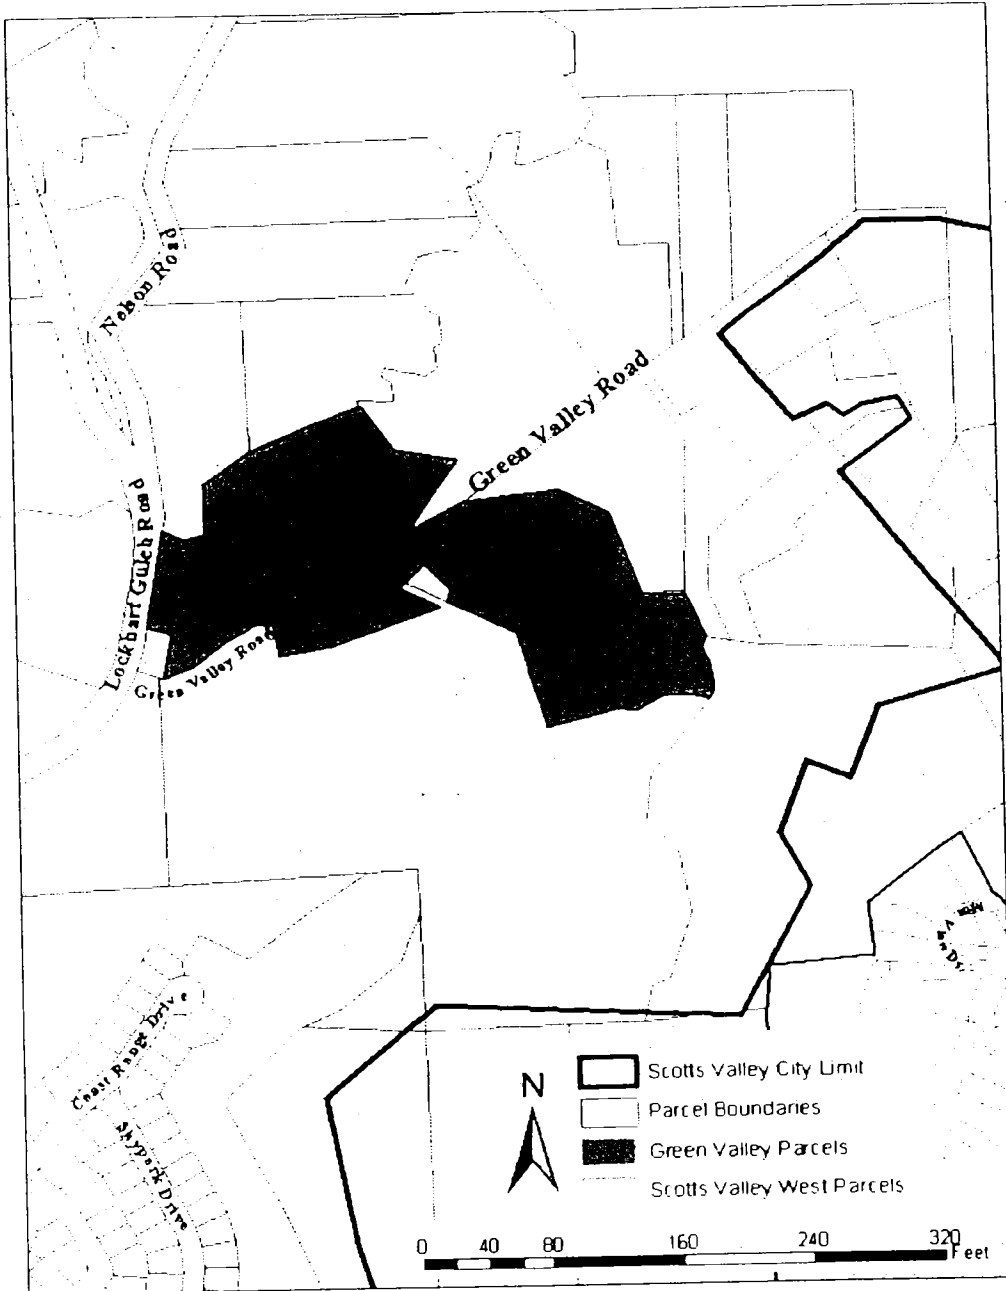 Nelson Road
Green Valley Road
Lockhart Gulch Road
Green Valley Road
Coast Range Drive
Skypark Drive
N
Scotts Valley City Limit
Parcel Boundaries
Green Valley Parcels
Scotts Valley West Parcels
0 40 80 160 240 320 Feet